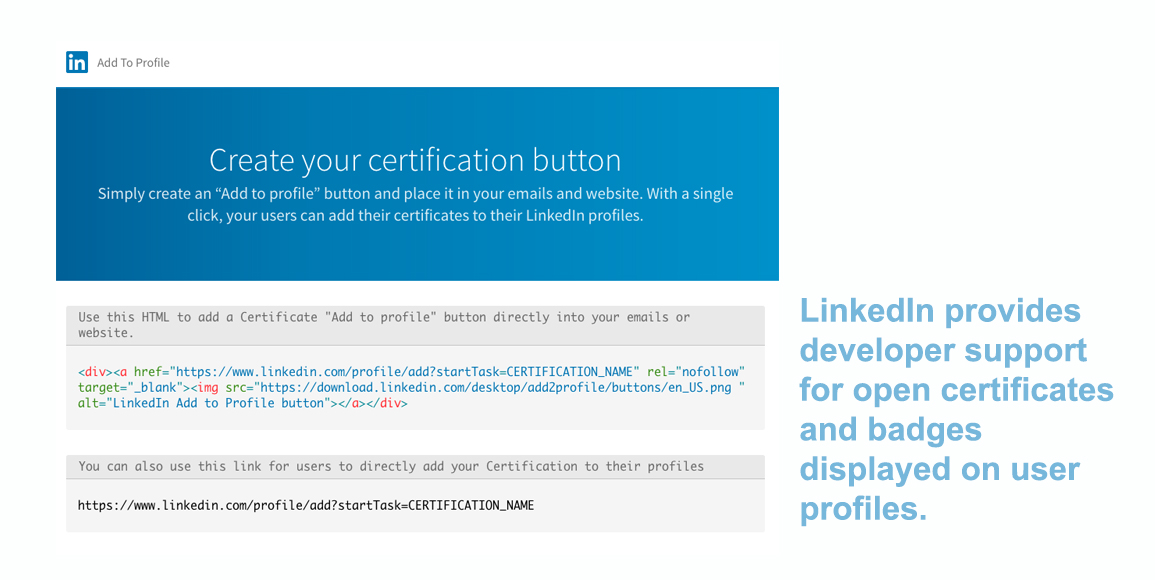 in Add To Profile
Create your certification button
Simply create an “Add to profile” button and place it in your emails and website. With a single
click, your users can add their certificates to their LinkedIn profiles.
Use this HTML to add a Certificate "Add to profile" button directly into your emails or
website.
<div><a href="https://www.linkedin.com/profile/add?startTask=CERTIFICATION_NAME" rel="nofollow"
target="_blank"><img src="https://download.linkedin.com/desktop/add2profile/buttons/en_US.png "
alt="LinkedIn Add to Profile button"></a></div>
You can also use this link for users to directly add your Certification to their profiles
https://www.linkedin.com/profile/add?startTask=CERTIFICATION_NAME
LinkedIn provides
developer support
for open certificates
and badges
displayed on user
profiles.